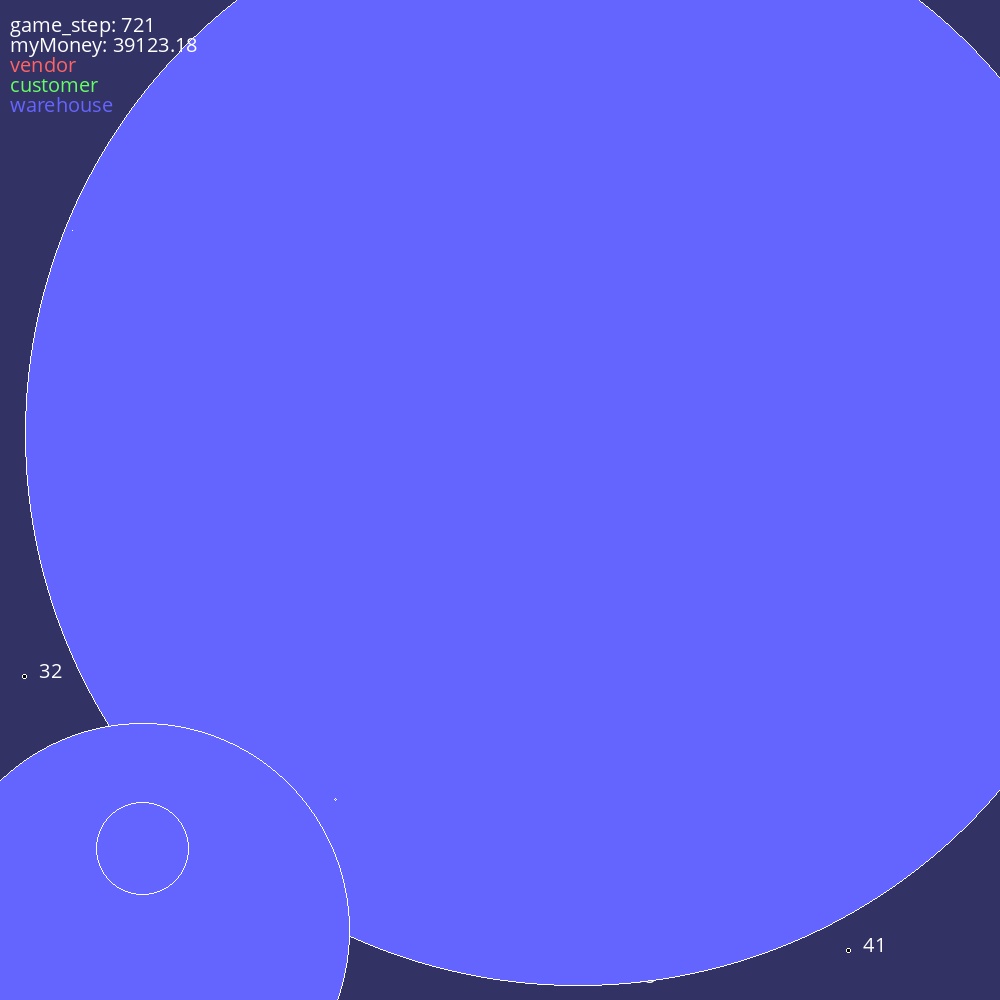 game_step: 721
myMoney: 39123.18
vendor
customer
warehouse
32
41